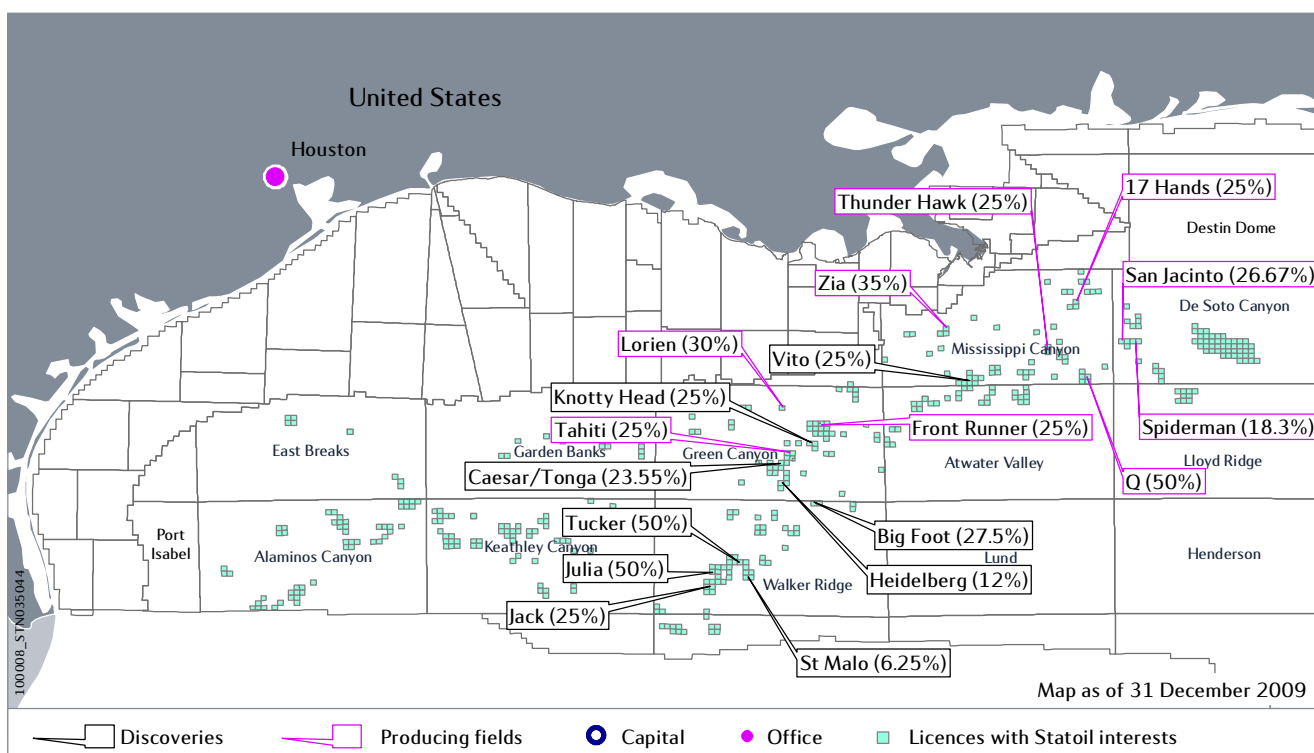 United States
Houston
Thunder Hawk (25%)
17 Hands (25%)
Destin Dome
San Jacinto (26.67%)
Zia (35%)
De Soto Canyon
Lorien (30%)
Mississippi Canyon
Vito (25%)
Knotty Head (25%)
Tahiti (25%)
Front Runner (25%)
Spiderman (18.3%)
East Breaks
Garden Banks
Green Canyon
Atwater Valley
Lloyd Ridge
Caesar/Tonga (23.55%)
Q (50%)
Tucker (50%)
Big Foot (27.5%)
Port
Isabel
Alaminos Canyon
Keathley Canyon
Lund
Henderson
Julia (50%)
Walker Ridge
Heidelberg (12%)
Jack (25%)
St Malo (6.25%)
100008_STN035044
Map as of 31 December 2009
Discoveries
Producing fields
Capital
Office
Licences with Statoil interests